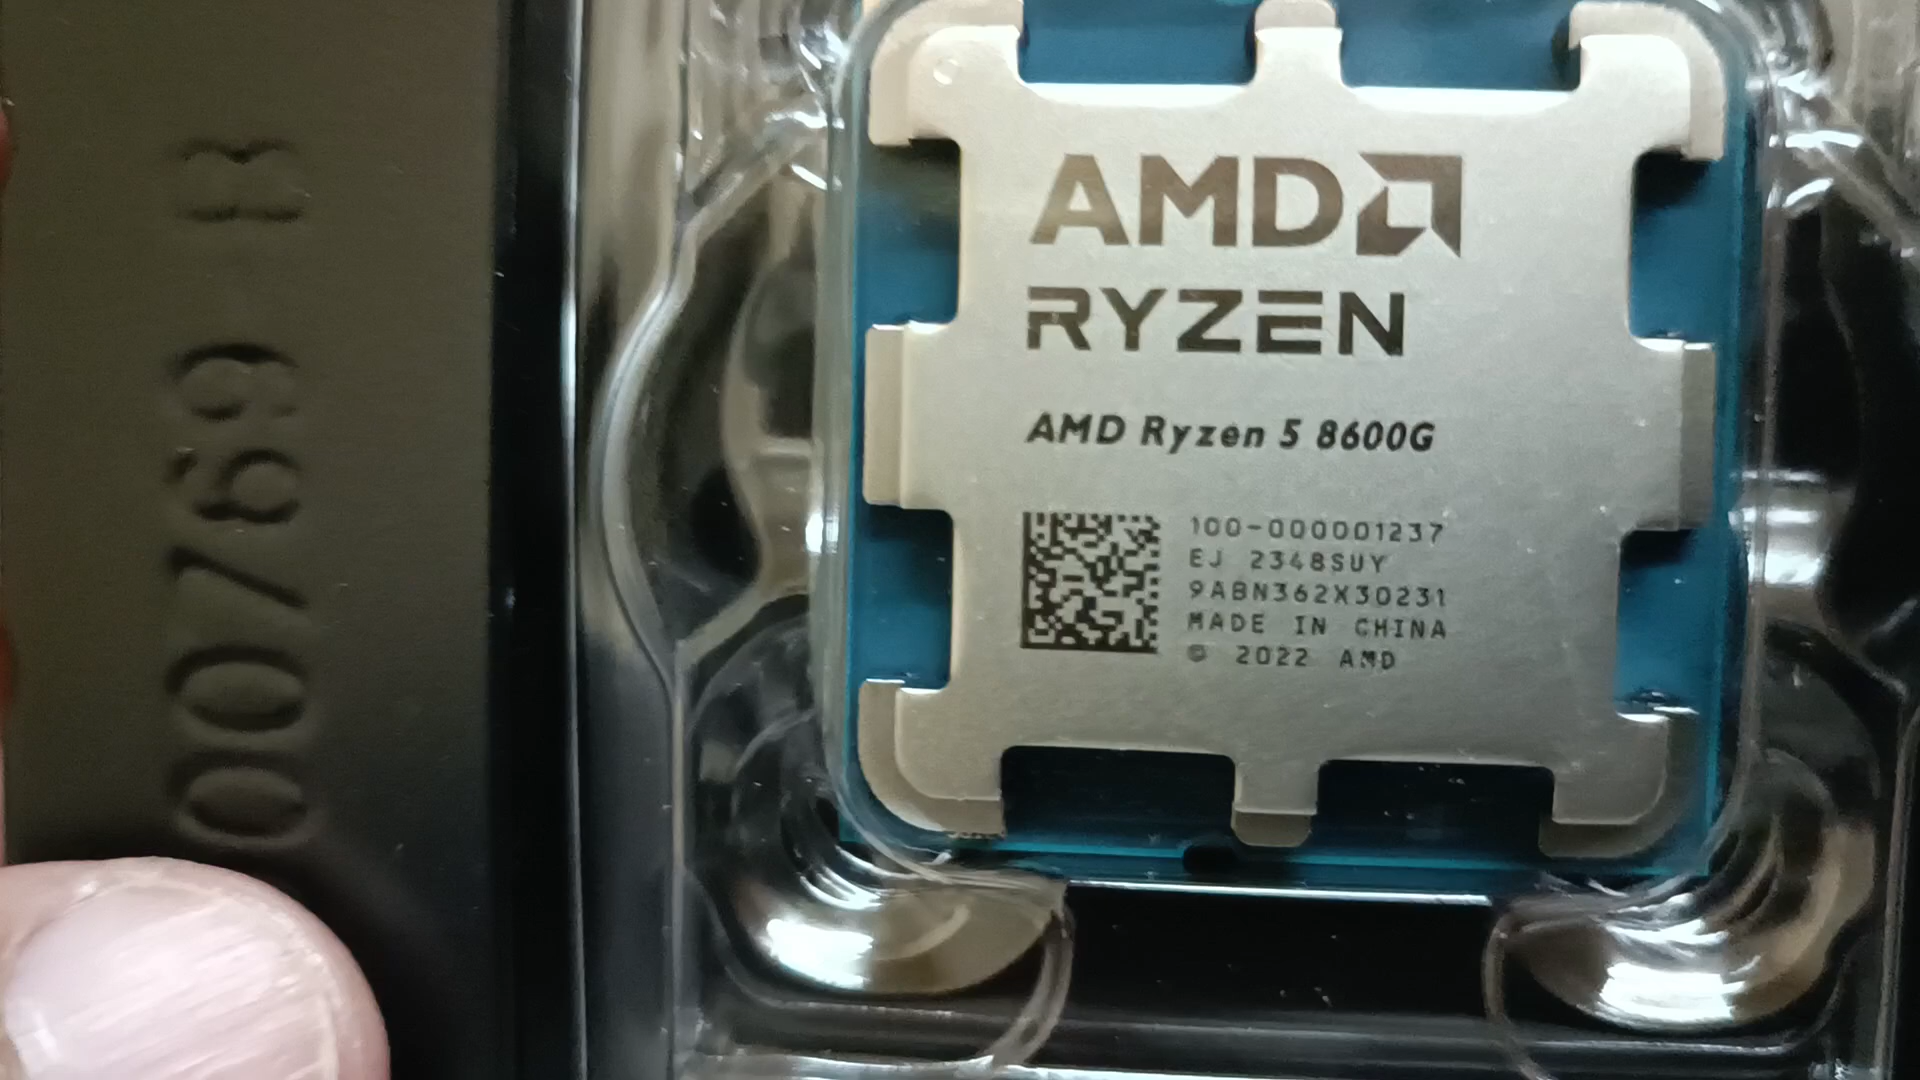 AMD
RYZEN
AMD Ryzen 5 8600G
100-000001237
EJ 2348SUY
9ABN362X30231
MADE IN CHINA
© 2022 AMD